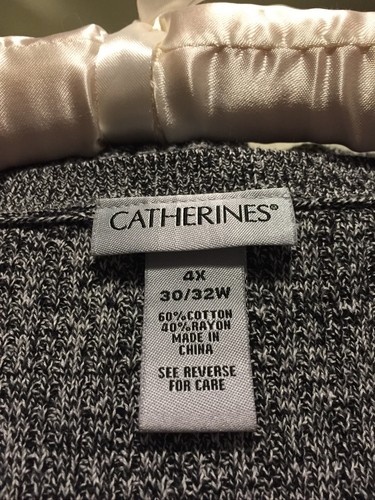 CATHERINES®
4X
30/32W
60%COTTON
40%RAYON
MADE IN
CHINA
SEE REVERSE
FOR CARE